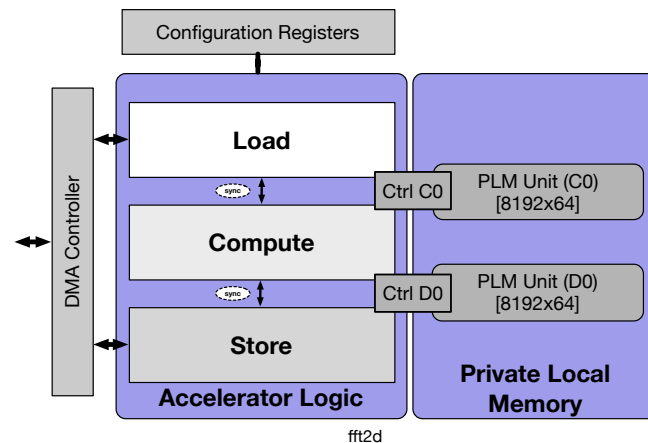 Configuration Registers
DMA Controller
Load
sync
Ctrl C0
PLM Unit (C0)
[8192x64]
Compute
sync
Ctrl D0
PLM Unit (D0)
[8192x64]
Store
Accelerator Logic
Private Local
Memory
fft2d